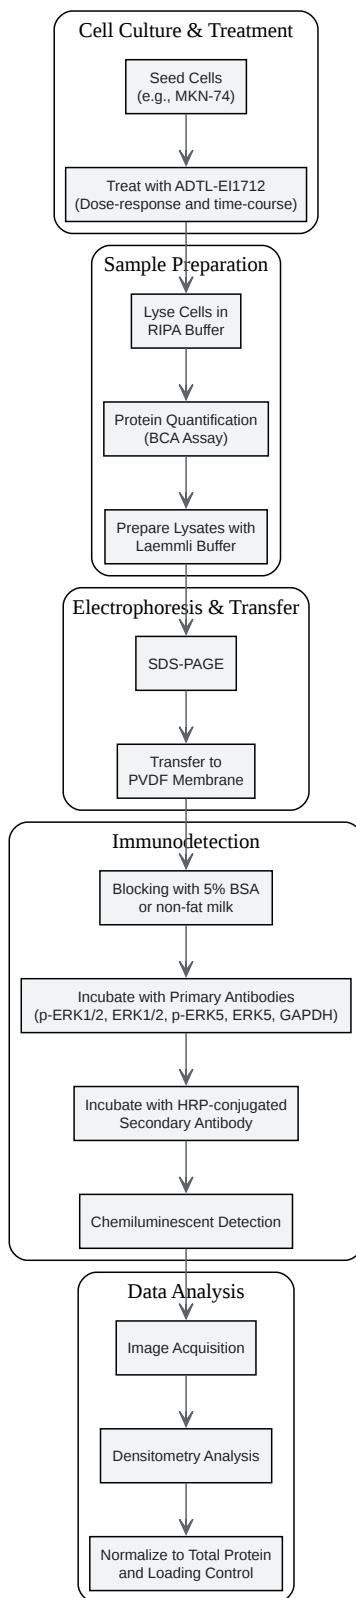 Cell Culture & Treatment
Seed Cells
(e.g., MKN-74)
Treat with ADTL-EI1712
(Dose-response and time-course)
Sample Preparation
Lyse Cells in
RIPA Buffer
Protein Quantification
(BCA Assay)
Prepare Lysates with
Laemmli Buffer
Electrophoresis & Transfer
SDS-PAGE
Transfer to
PVDF Membrane
Immunodetection
Blocking with 5% BSA
or non-fat milk
Incubate with Primary Antibodies
(p-ERK1/2, ERK1/2, p-ERK5, ERK5, GAPDH)
Incubate with HRP-conjugated
Secondary Antibody
Chemiluminescent Detection
Data Analysis
Image Acquisition
Densitometry Analysis
Normalize to Total Protein
and Loading Control